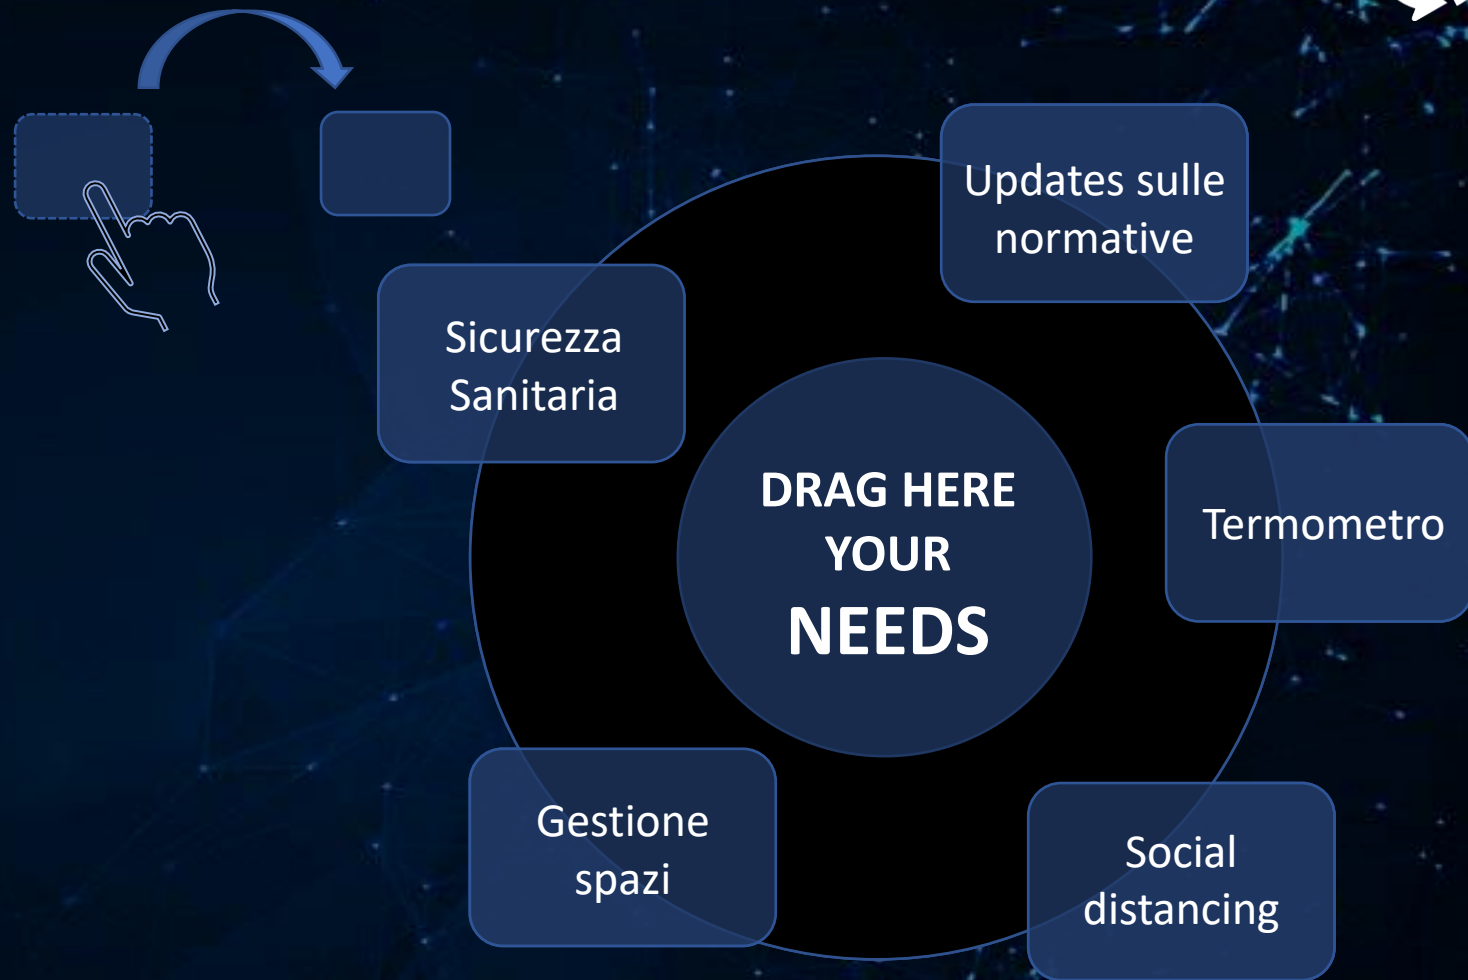 Updates sulle
normative
Sicurezza
Sanitaria
DRAG HERE
YOUR
NEEDS
Termometro
Gestione
spazi
Social
distancing